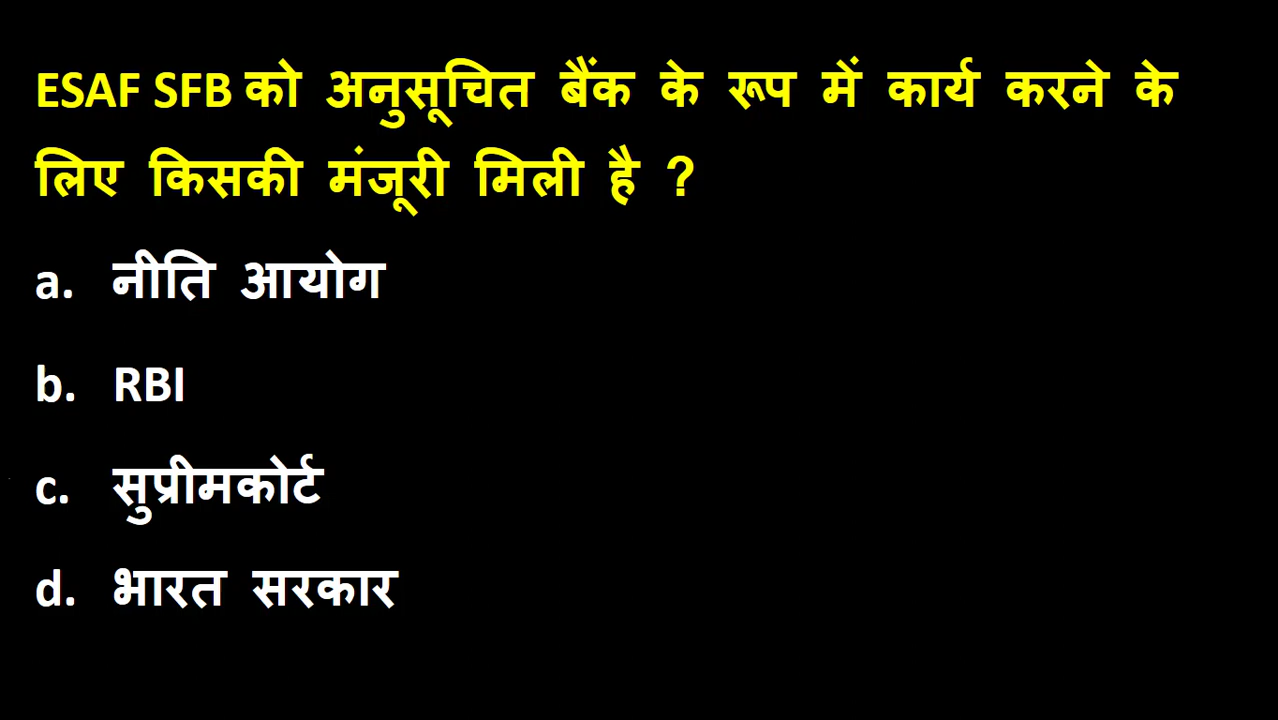 ESAF SFB को अनुसूचित बैंक के रूप में कार्य करने के
लिए किसकी मंजूरी मिली है ?
a. नीति आयोग
b. RBI
c. सुप्रीमकोर्ट
d. भारत सरकार